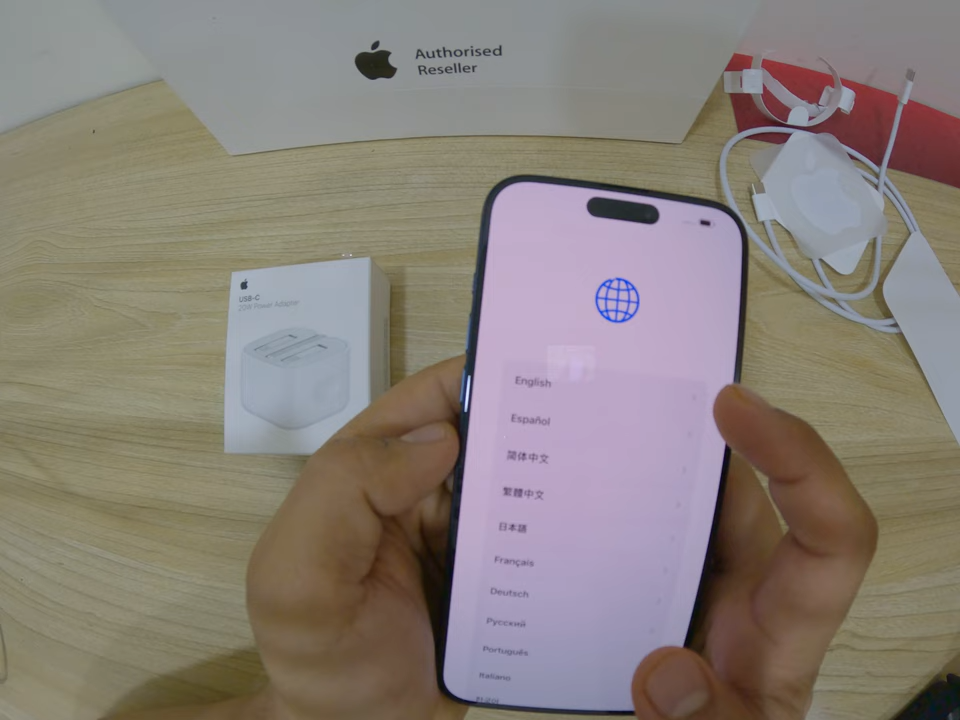 Authorised
Reseller
USB-C
20W Power Adapter
English
Español
简体中文
繁體中文
日本語
Français
Deutsch
Русский
Português
Italiano